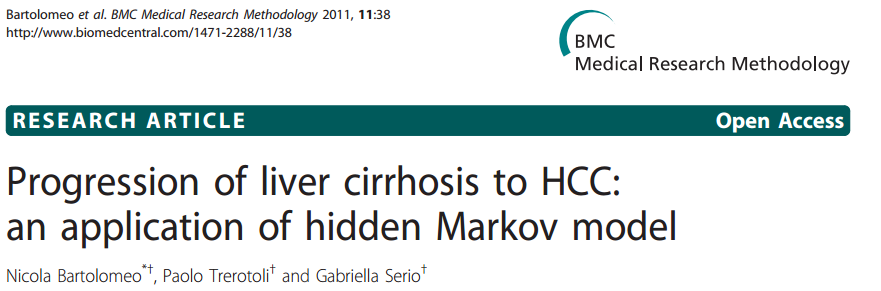 Bartolomeo et al. BMC Medical Research Methodology 2011, 11:38
http://www.biomedcentral.com/1471-2288/11/38
BMC
Medical Research Methodology
RESEARCH ARTICLE
Open Access
Progression of liver cirrhosis to HCC:
an application of hidden Markov model
Nicola Bartolomeo*†, Paolo Trerotoli† and Gabriella Serio†